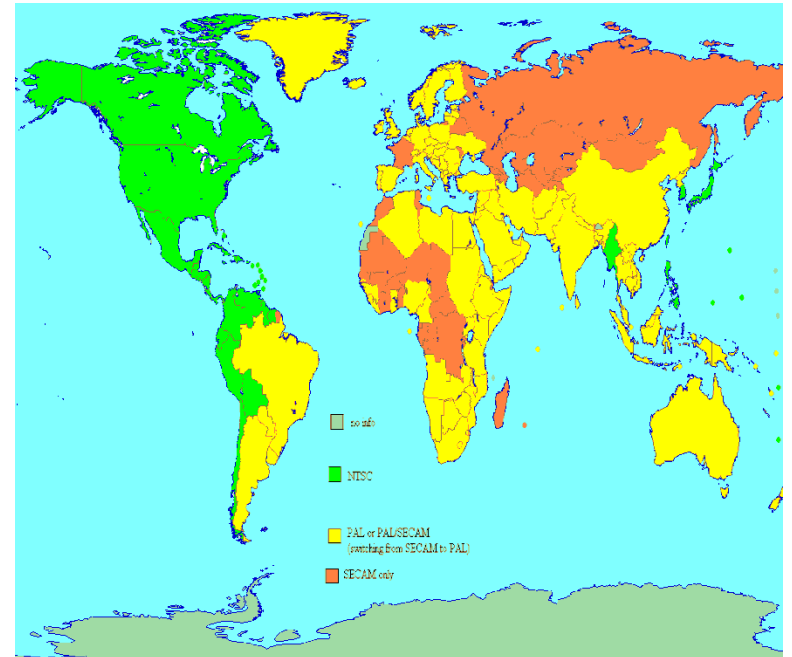 no info
NTSC
PAL or PAL/SECAM
(switching from SECAM to PAL)
SECAM only